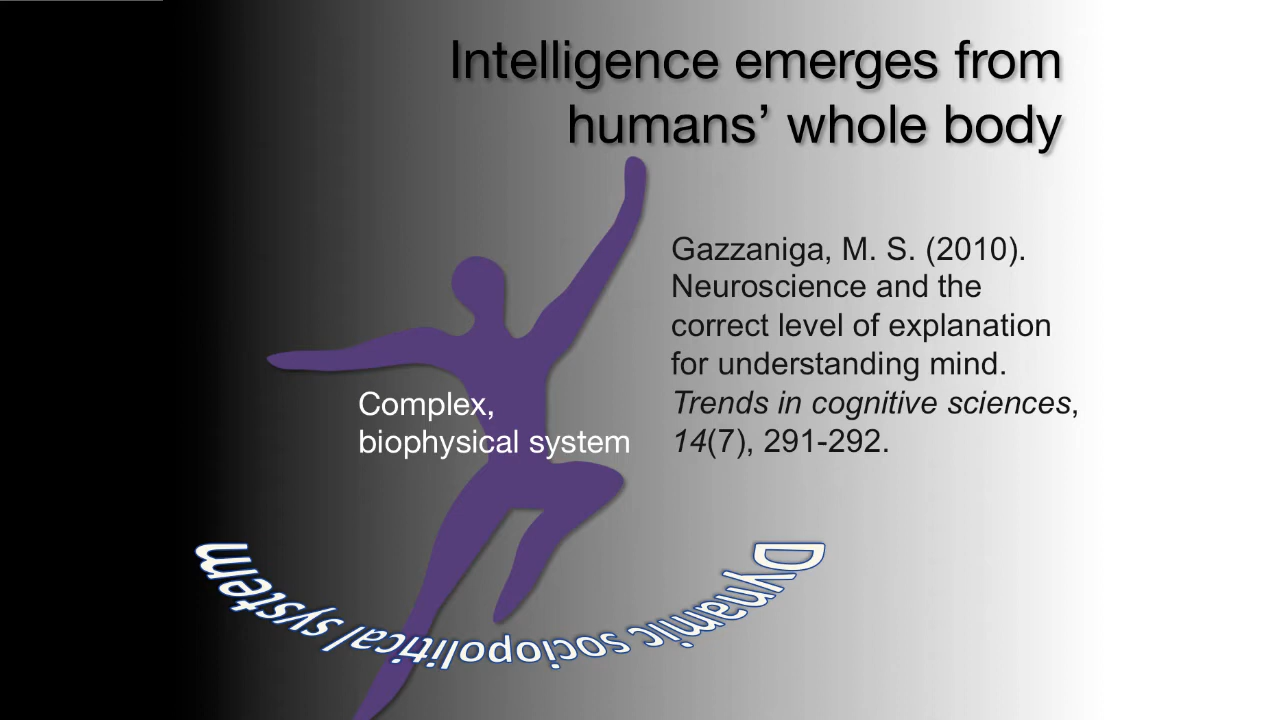 Intelligence emerges from
humans’ whole body
Gazzaniga, M. S. (2010).
Neuroscience and the
correct level of explanation
for understanding mind.
Trends in cognitive sciences,
14(7), 291-292.
Complex,
biophysical system
Dynamic sociopolitical system